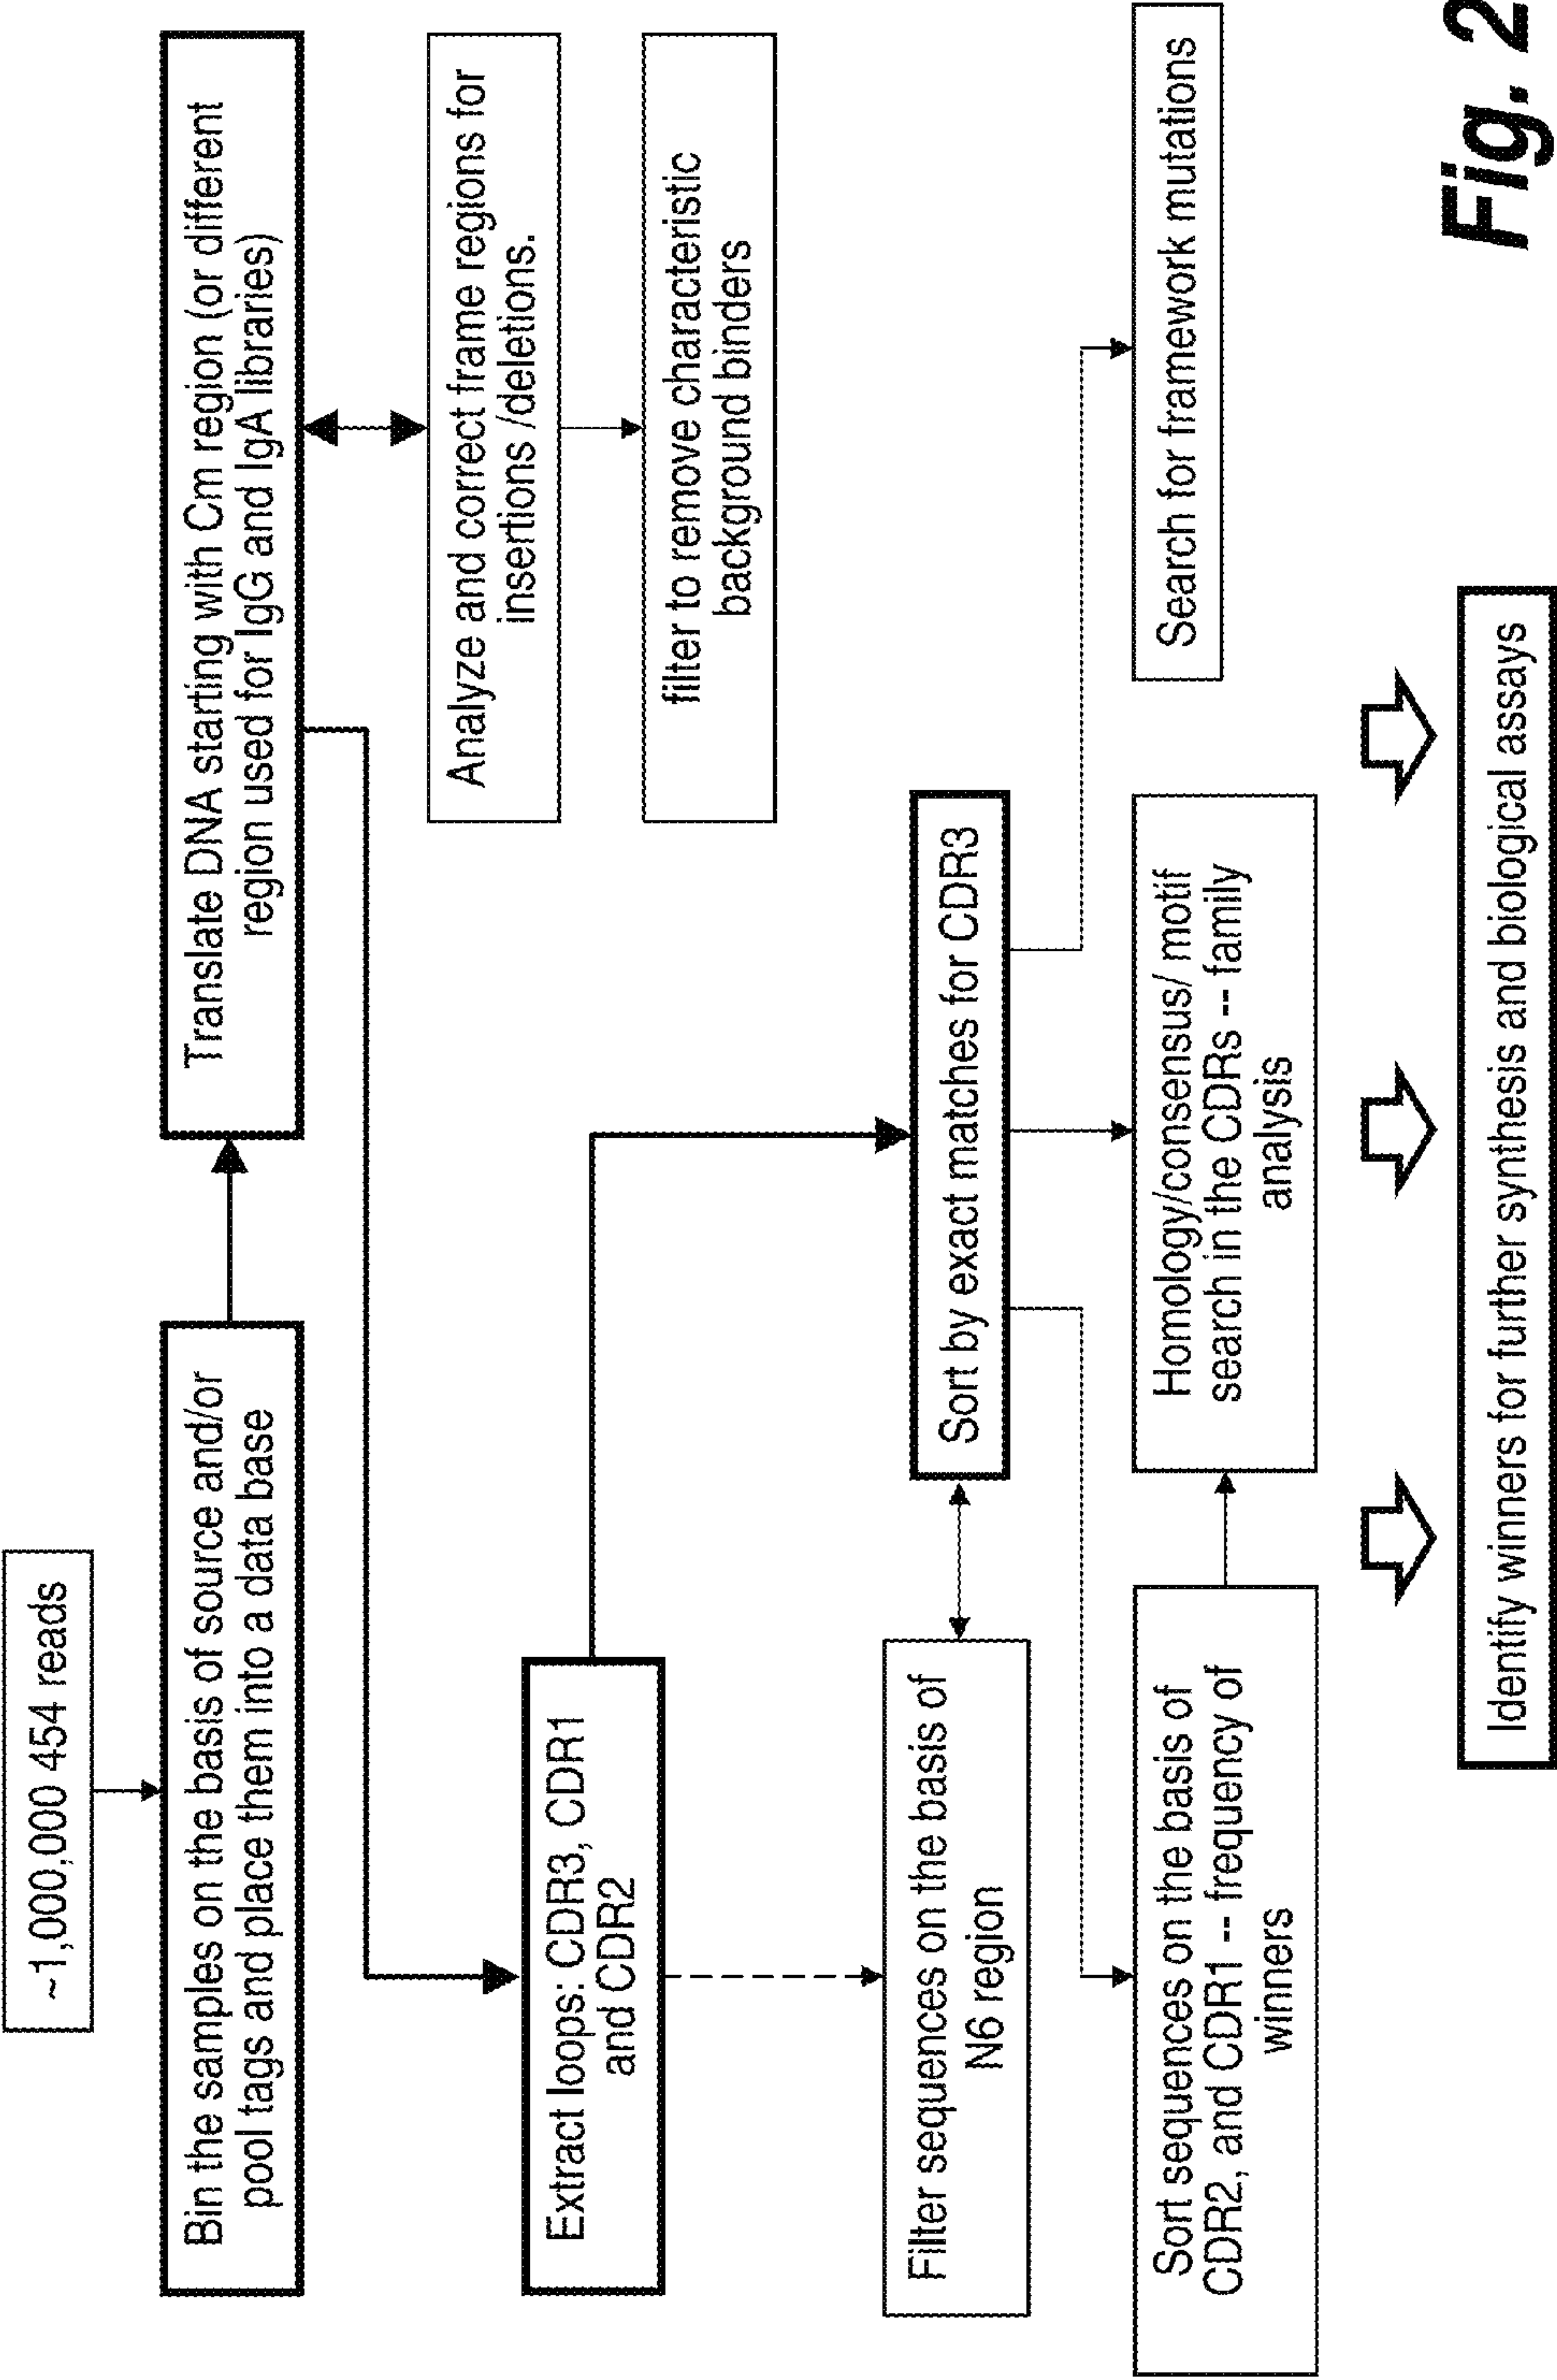 ~1,000,000 454 reads
Bin the samples on the basis of source and/or
pool tags and place them into a data base
Translate DNA starting with Cm region (or different
region used for IgG and IgA libraries)
Analyze and correct frame regions for
insertions /deletions.
filter to remove characteristic
background binders
Extract loops: CDR3, CDR1
and CDR2
Filter sequences on the basis of
N6 region
Sort by exact matches for CDR3
Sort sequences on the basis of
CDR2, and CDR1 -- frequency of
winners
Homology/consensus/ motif
search in the CDRs -- family
analysis
Search for framework mutations
Identify winners for further synthesis and biological assays
Fig. 2